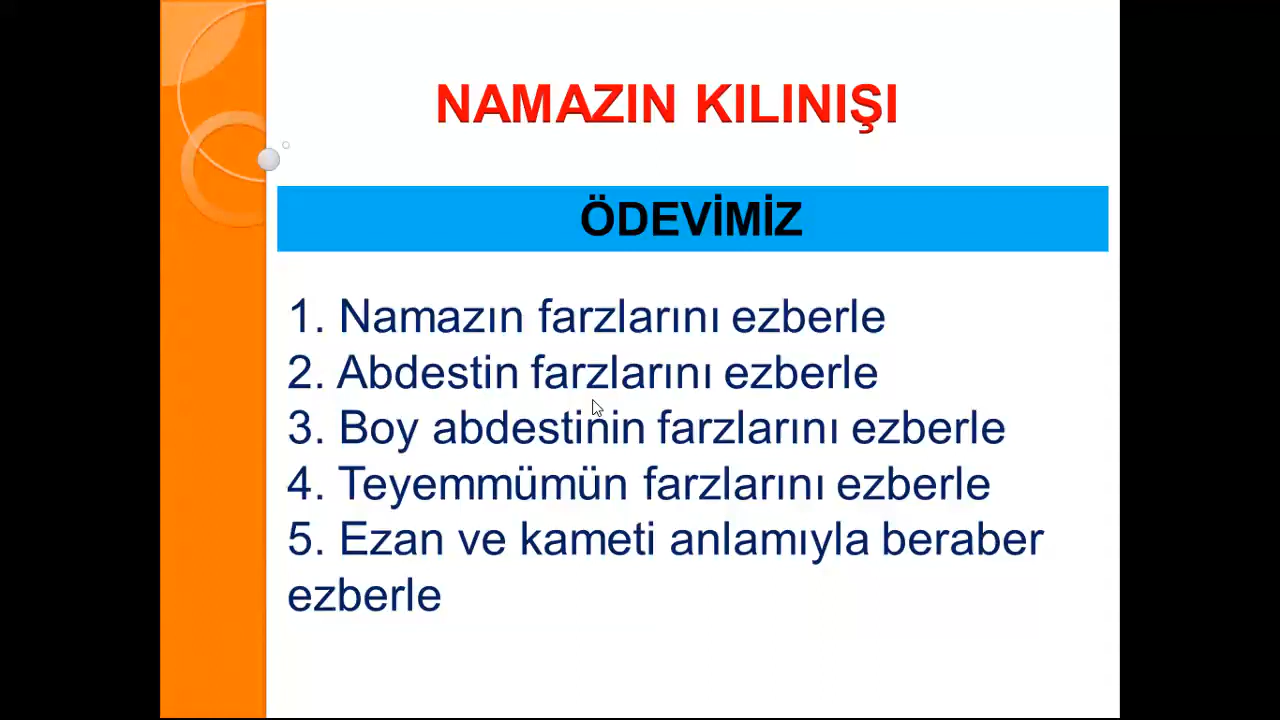 NAMAZIN KILINIŞI
ÖDEVİMİZ
1. Namazın farzlarını ezberle
2. Abdestin farzlarını ezberle
3. Boy abdestinin farzlarını ezberle
4. Teyemmümün farzlarını ezberle
5. Ezan ve kameti anlamıyla beraber
ezberle